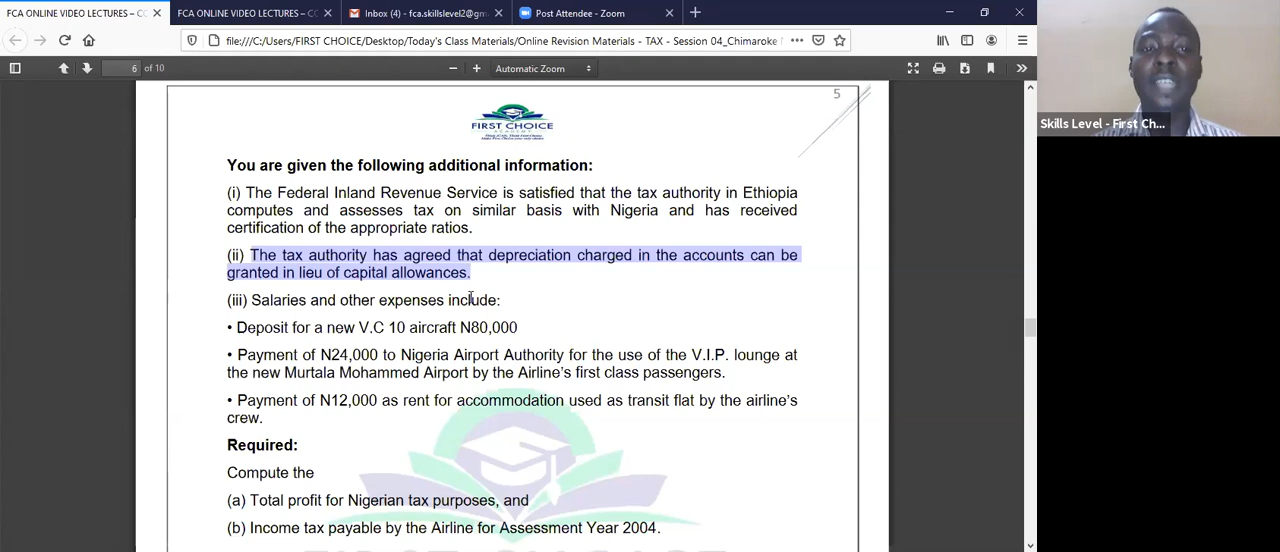 FCA ONLINE VIDEO LECTURES – CC
FCA ONLINE VIDEO LECTURES – CC
Inbox (4) - fca.skillslevel2@gm
Post Attendee - Zoom
file:///C:/Users/FIRST CHOICE/Desktop/Today's Class Materials/Online Revision Materials - TAX - Session 04_Chimaroke
6 of 10
Automatic Zoom
Skills Level - First Ch...
5
FIRST CHOICE
ACADEMY
You are given the following additional information:
(i) The Federal Inland Revenue Service is satisfied that the tax authority in Ethiopia
computes and assesses tax on similar basis with Nigeria and has received
certification of the appropriate ratios.
(ii) The tax authority has agreed that depreciation charged in the accounts can be
granted in lieu of capital allowances.
(iii) Salaries and other expenses include:
• Deposit for a new V.C 10 aircraft N80,000
• Payment of N24,000 to Nigeria Airport Authority for the use of the V.I.P. lounge at
the new Murtala Mohammed Airport by the Airline's first class passengers.
• Payment of N12,000 as rent for accommodation used as transit flat by the airline's
crew.
Required:
Compute the
(a) Total profit for Nigerian tax purposes, and
(b) Income tax payable by the Airline for Assessment Year 2004.